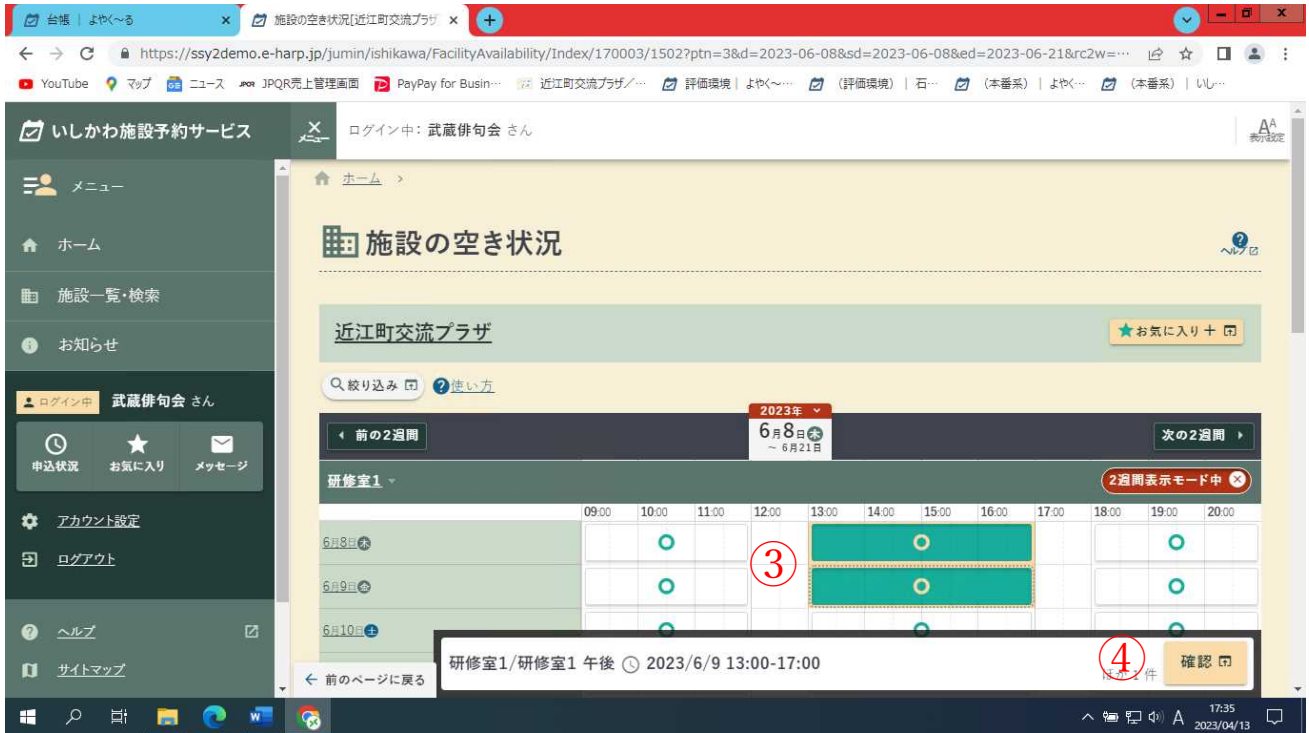 台帳 | よやく~る
施設の空き状況[近江町交流プラザ
https://ssy2demo.e-harp.jp/jumin/ishikawa/FacilityAvailability/Index/170003/1502?ptn=3&d=2023-06-08&sd=2023-06-08&ed=2023-06-21&rc2w=…
YouTube マップ ニュース JPQR売上管理画面 PayPay for Busin… 近江町交流プラザ/… 評価環境 | よやく~… (評価環境) | 石… (本番系) | よやく… (本番系) | いし…
いしかわ施設予約サービス
メニュー
ログイン中: 武蔵俳句会 さん
AA
表示設定
メニュー
ホーム
施設一覧・検索
お知らせ
ログイン中 武蔵俳句会 さん
申込状況 お気に入り メッセージ
アカウント設定
ログアウト
ヘルプ
サイトマップ
ホーム >
施設の空き状況
ヘルプ
近江町交流プラザ
お気に入り+
絞り込み
使い方
前の2週間
2023年
6月8日木
~ 6月21日
次の2週間
研修室1
2週間表示モード中
09:00 10:00 11:00 12:00 13:00 14:00 15:00 16:00 17:00 18:00 19:00 20:00
6月8日木
6月9日金
6月10日土
③
研修室1/研修室1 午後 2023/6/9 13:00-17:00
④
ほか 1 件
確認
← 前のページに戻る
A
17:35
2023/04/13